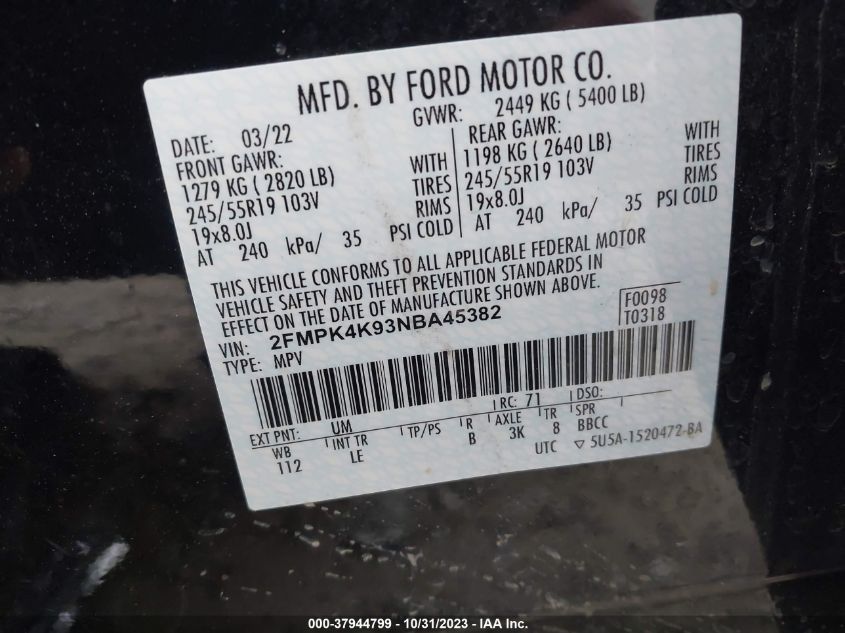 MFD. BY FORD MOTOR CO.
DATE: 03/22
GVWR: 2449 KG ( 5400 LB)
FRONT GAWR:
1279 KG ( 2820 LB) WITH
245/55R19 103V TIRES
19x8.0J RIMS
AT 240 kPa/ 35 PSI COLD
REAR GAWR:
1198 KG ( 2640 LB) WITH
245/55R19 103V TIRES
19x8.0J RIMS
AT 240 kPa/ 35 PSI COLD
THIS VEHICLE CONFORMS TO ALL APPLICABLE FEDERAL MOTOR
VEHICLE SAFETY AND THEFT PREVENTION STANDARDS IN
EFFECT ON THE DATE OF MANUFACTURE SHOWN ABOVE.
VIN: 2FMPK4K93NBA45382
TYPE: MPV
F0098
T0318
EXT PNT: UM RC: 71 DSO:
WB INT TR TP/PS R AXLE TR SPR
112 LE B 3K 8 BBCC
UTC ▽ 5U5A-1520472-BA
000-37944799 - 10/31/2023 - IAA Inc.